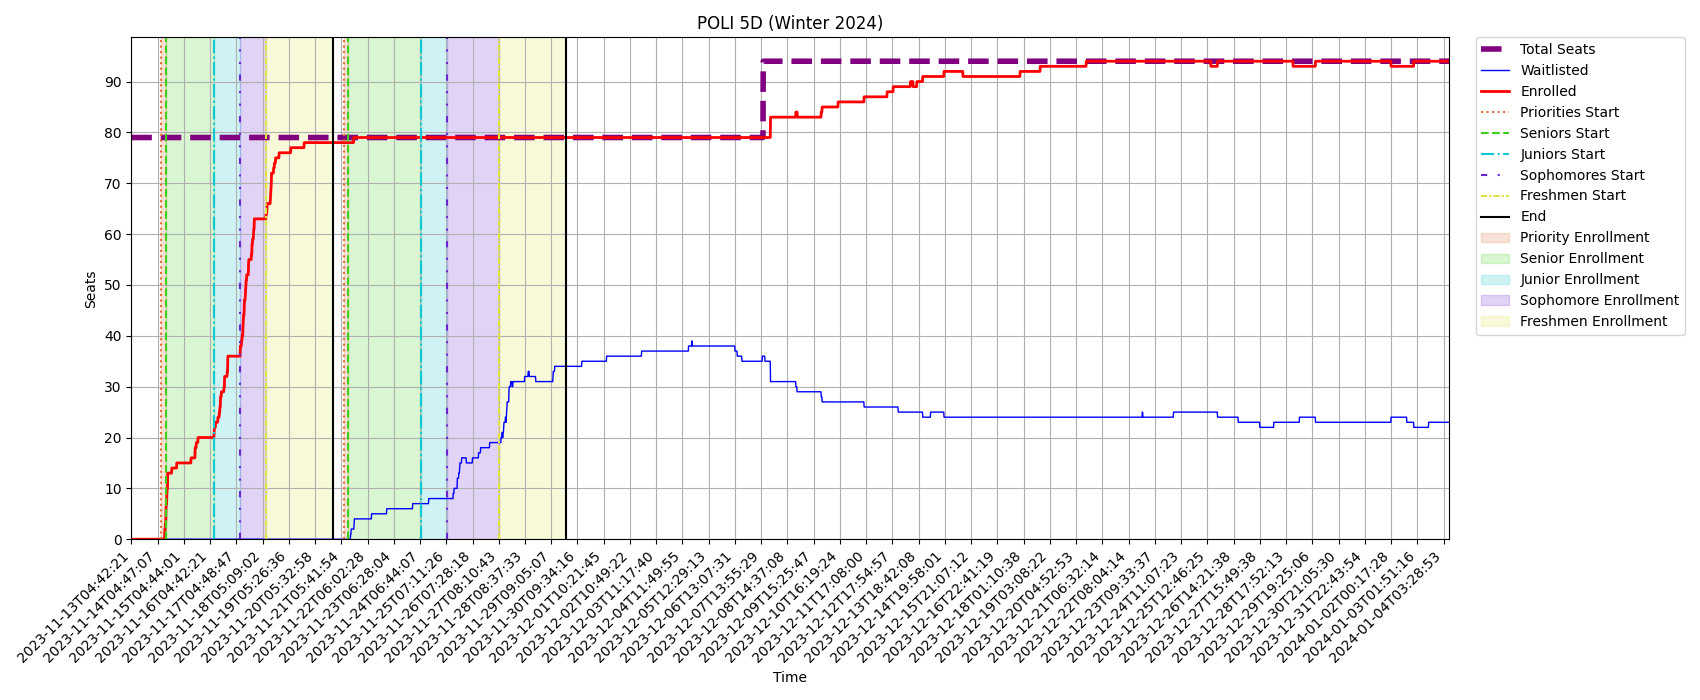 POLI 5D (Winter 2024)
Seats
90
80
70
60
50
40
30
20
10
0
2023-11-13T04:42:21
2023-11-14T04:47:07
2023-11-15T04:44:01
2023-11-16T04:42:21
2023-11-17T04:48:47
2023-11-18T05:09:02
2023-11-19T05:26:36
2023-11-20T05:32:58
2023-11-21T05:41:54
2023-11-22T06:02:28
2023-11-23T06:28:04
2023-11-24T06:44:07
2023-11-25T07:11:26
2023-11-26T07:28:18
2023-11-27T08:10:43
2023-11-28T08:37:33
2023-11-29T09:05:07
2023-11-30T09:34:16
2023-12-01T10:21:45
2023-12-02T10:49:22
2023-12-03T11:17:40
2023-12-04T11:49:55
2023-12-05T12:29:13
2023-12-06T13:07:31
2023-12-07T13:55:29
2023-12-08T14:37:08
2023-12-09T15:25:47
2023-12-10T16:19:24
2023-12-11T17:08:00
2023-12-12T17:54:57
2023-12-13T18:42:08
2023-12-14T19:58:01
2023-12-15T21:07:12
2023-12-16T22:41:19
2023-12-18T01:10:38
2023-12-19T03:08:22
2023-12-20T04:52:53
2023-12-21T06:32:14
2023-12-22T08:04:14
2023-12-23T09:33:37
2023-12-24T11:07:23
2023-12-25T12:46:25
2023-12-26T14:21:38
2023-12-27T15:49:38
2023-12-28T17:52:13
2023-12-29T19:25:06
2023-12-30T21:05:30
2023-12-31T22:43:54
2024-01-02T00:17:28
2024-01-03T01:51:16
2024-01-04T03:28:53
Time
Total Seats
Waitlisted
Enrolled
Priorities Start
Seniors Start
Juniors Start
Sophomores Start
Freshmen Start
End
Priority Enrollment
Senior Enrollment
Junior Enrollment
Sophomore Enrollment
Freshmen Enrollment